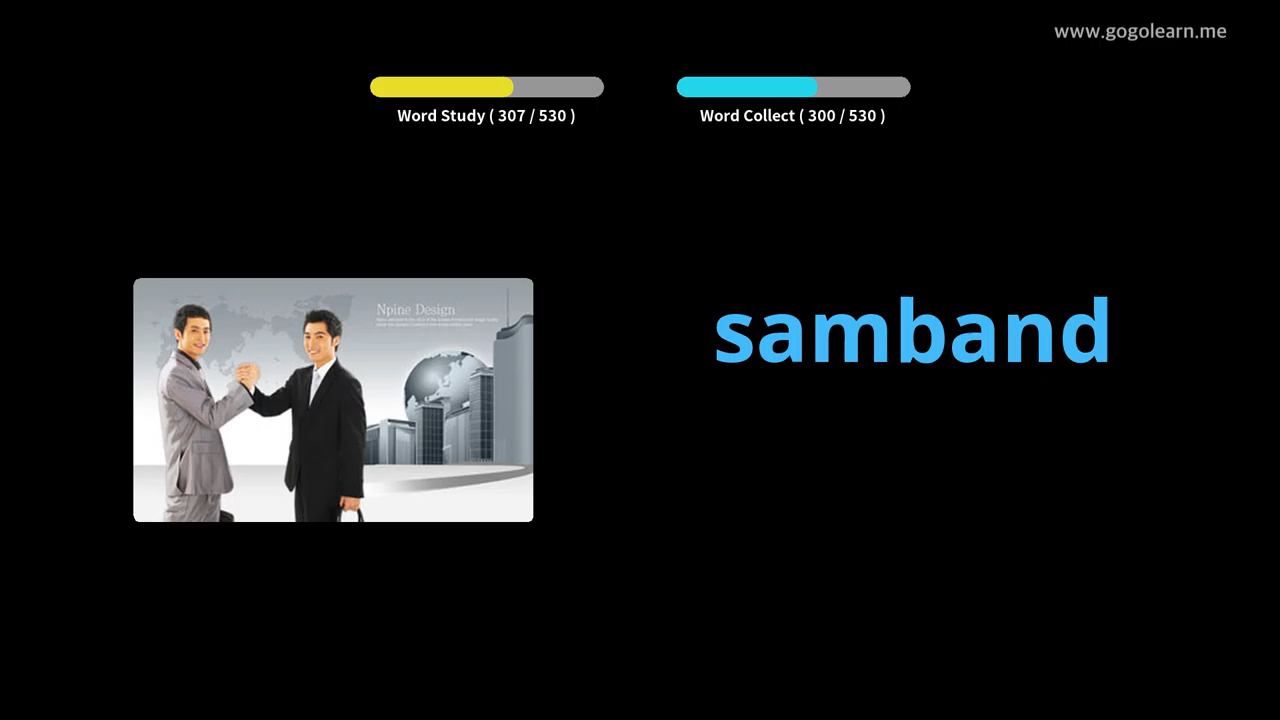 www.gogolearn.me
Word Study ( 307 / 530 )
Word Collect ( 300 / 530 )
Npine Design
samband